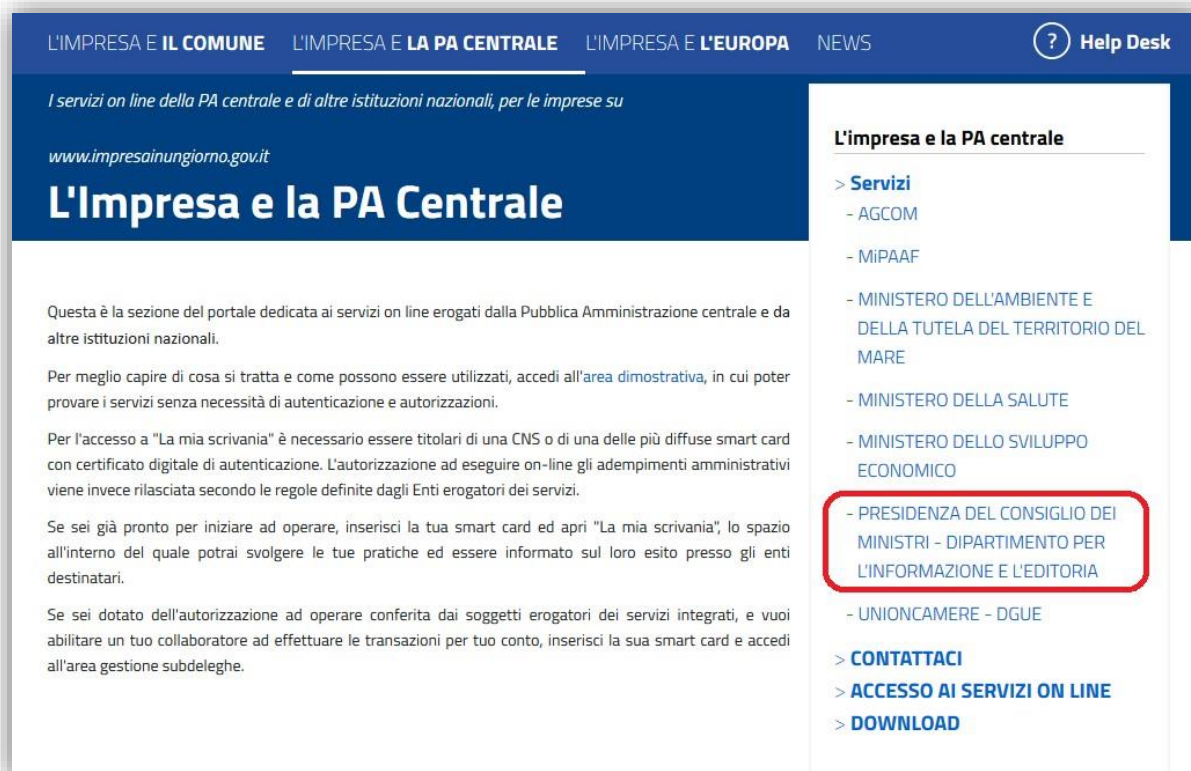 L'IMPRESA E IL COMUNE L'IMPRESA E LA PA CENTRALE L'IMPRESA E L'EUROPA NEWS ? Help Desk
I servizi on line della PA centrale e di altre istituzioni nazionali, per le imprese su
www.impresainungiorno.gov.it
L'Impresa e la PA Centrale
Questa è la sezione del portale dedicata ai servizi on line erogati dalla Pubblica Amministrazione centrale e da
altre istituzioni nazionali.
Per meglio capire di cosa si tratta e come possono essere utilizzati, accedi all'area dimostrativa, in cui poter
provare i servizi senza necessità di autenticazione e autorizzazioni.
Per l'accesso a "La mia scrivania" è necessario essere titolari di una CNS o di una delle più diffuse smart card
con certificato digitale di autenticazione. L'autorizzazione ad eseguire on-line gli adempimenti amministrativi
viene invece rilasciata secondo le regole definite dagli Enti erogatori dei servizi.
Se sei già pronto per iniziare ad operare, inserisci la tua smart card ed apri "La mia scrivania", lo spazio
all'interno del quale potrai svolgere le tue pratiche ed essere informato sul loro esito presso gli enti
destinatari.
Se sei dotato dell'autorizzazione ad operare conferita dai soggetti erogatori dei servizi integrati, e vuoi
abilitare un tuo collaboratore ad effettuare le transazioni per tuo conto, inserisci la sua smart card e accedi
all'area gestione subdeleghe.
L'impresa e la PA centrale
> Servizi
- AGCOM
- MiPAAF
- MINISTERO DELL'AMBIENTE E
DELLA TUTELA DEL TERRITORIO DEL
MARE
- MINISTERO DELLA SALUTE
- MINISTERO DELLO SVILUPPO
ECONOMICO
- PRESIDENZA DEL CONSIGLIO DEI
MINISTRI - DIPARTIMENTO PER
L'INFORMAZIONE E L'EDITORIA
- UNIONCAMERE - DGUE
> CONTATTACI
> ACCESSO AI SERVIZI ON LINE
> DOWNLOAD